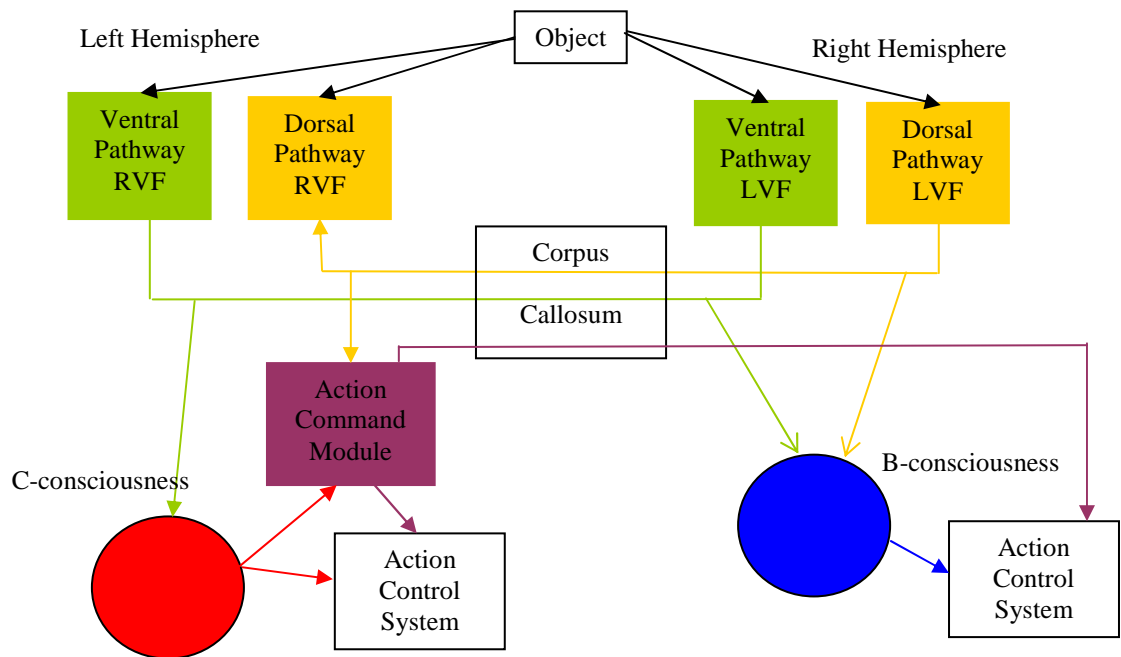 Left Hemisphere
Object
Right Hemisphere
Ventral
Pathway
RVF
Dorsal
Pathway
RVF
Ventral
Pathway
LVF
Dorsal
Pathway
LVF
Corpus
Callosum
Action
Command
Module
C-consciousness
B-consciousness
Action
Control
System
Action
Control
System